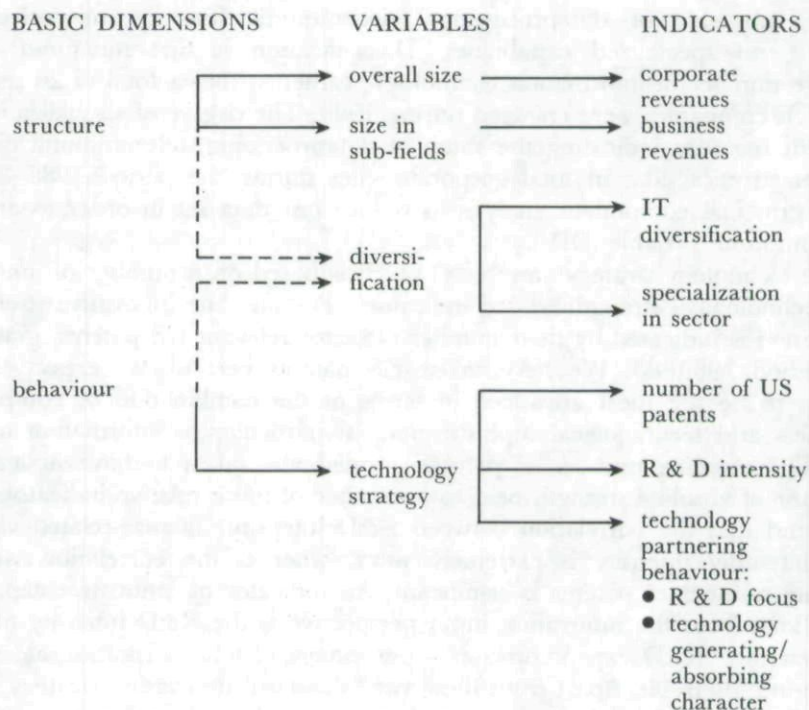 BASIC DIMENSIONS VARIABLES INDICATORS
overall size corporate
revenues
structure size in business
sub-fields revenues
IT
diversification
diversi-
fication
specialization
in sector
behaviour number of US
patents
technology R & D intensity
strategy
technology
partnering
behaviour:
● R & D focus
● technology
generating/
absorbing
character